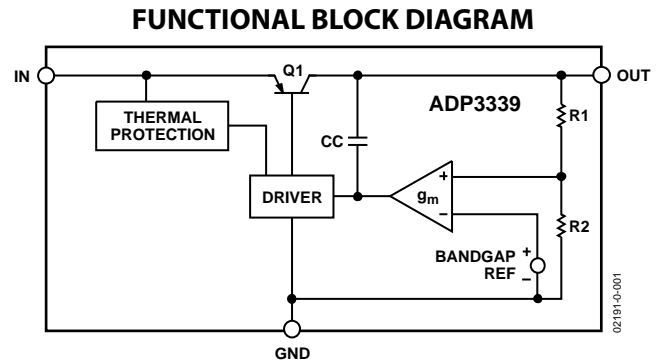 FUNCTIONAL BLOCK DIAGRAM
IN
Q1
OUT
THERMAL
PROTECTION
ADP3339
R1
CC
DRIVER
gm
+
–
R2
BANDGAP
REF
+
–
GND
02191-0-001